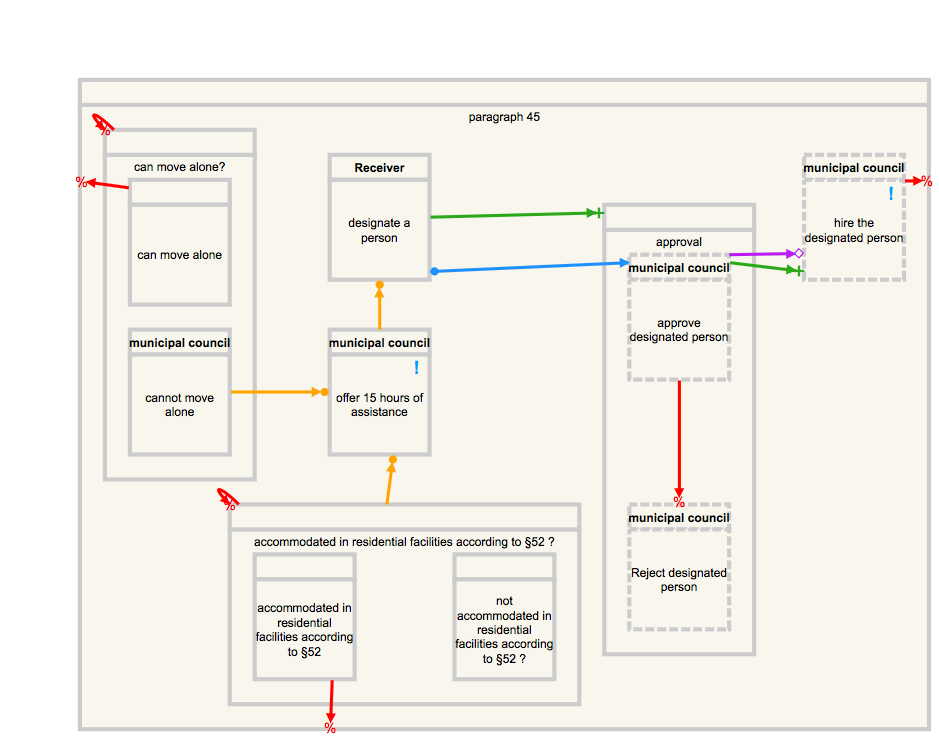 paragraph 45
%
can move alone?
%
can move alone
municipal council
cannot move
alone
Receiver
designate a
person
municipal council
!
offer 15 hours of
assistance
approval
municipal council
approve
designated person
%
municipal council
Reject designated
person
municipal council
%
!
hire the
designated person
%
accommodated in residential facilities according to §52 ?
accommodated in
residential
facilities according
to §52
%
not
accommodated in
residential
facilities according
to §52 ?